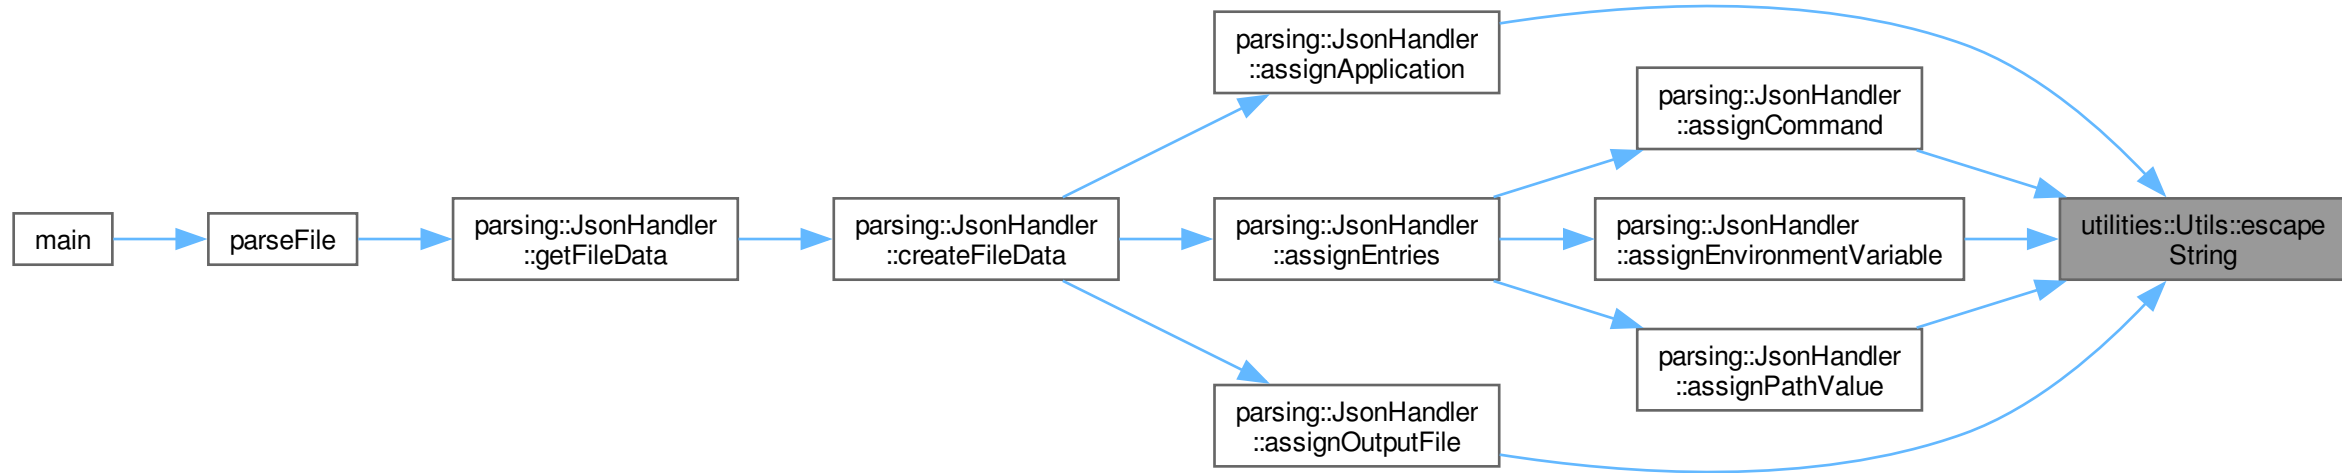 main
parseFile
parsing::JsonHandler
::getFileData
parsing::JsonHandler
::createFileData
parsing::JsonHandler
::assignApplication
parsing::JsonHandler
::assignEntries
parsing::JsonHandler
::assignOutputFile
parsing::JsonHandler
::assignCommand
parsing::JsonHandler
::assignEnvironmentVariable
parsing::JsonHandler
::assignPathValue
utilities::Utils::escape
String